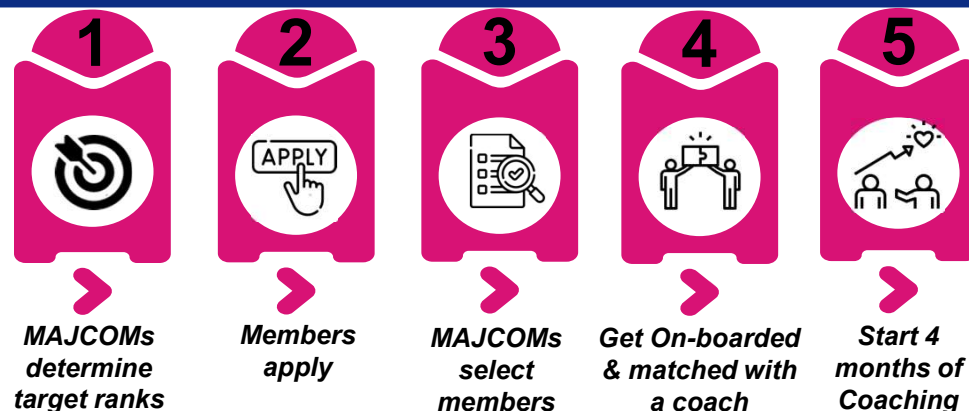 1
2
3
4
5
APPLY
MAJCOMs
determine
target ranks
Members
apply
MAJCOMs
select
members
Get On-boarded
& matched with
a coach
Start 4
months of
Coaching